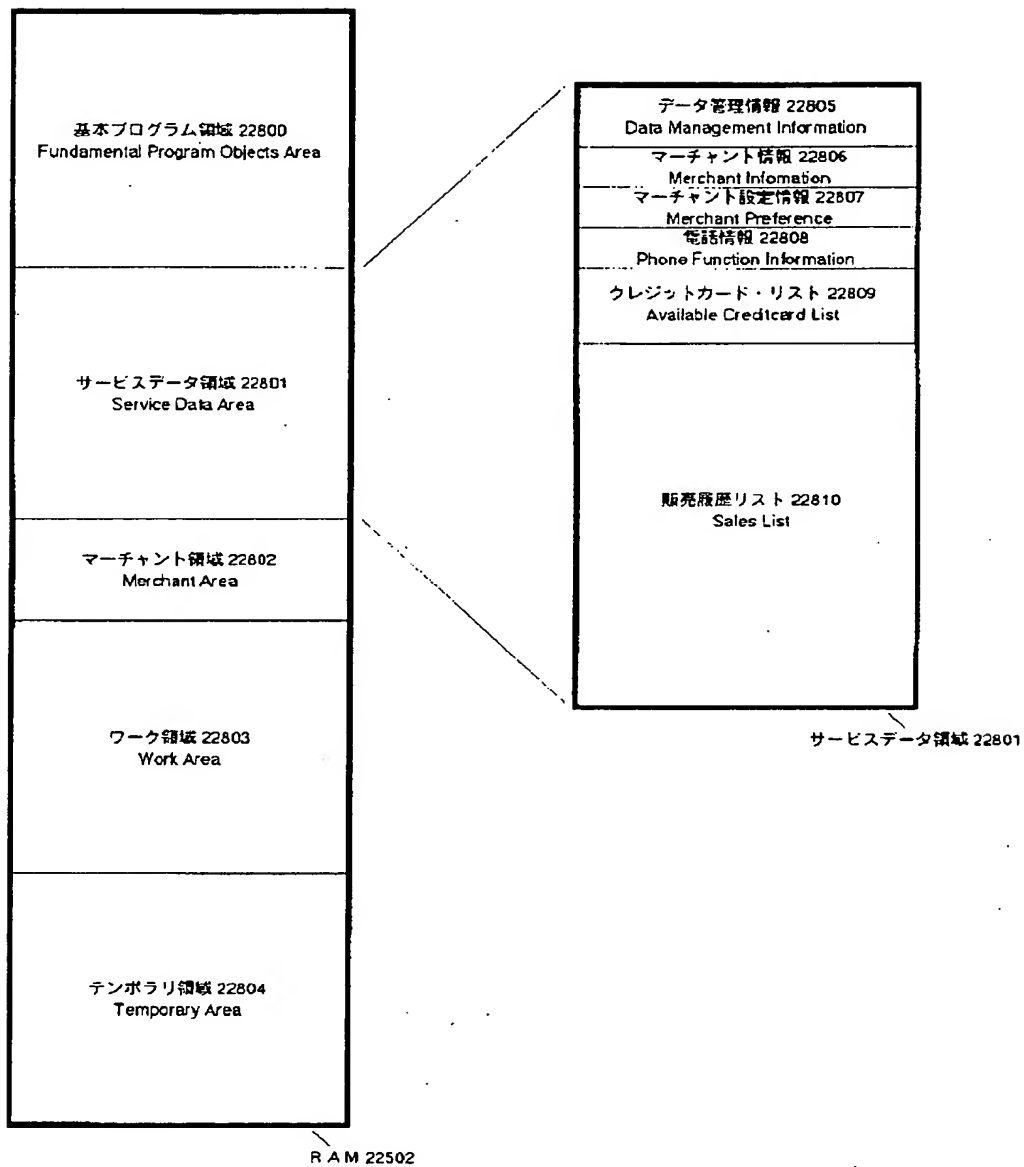 基本プログラム領域 22800
Fundamental Program Objects Area
サービスデータ領域 22801
Service Data Area
マーチャント領域 22802
Merchant Area
ワーク領域 22803
Work Area
テンポラリ領域 22804
Temporary Area
RAM 22502
データ管理情報 22805
Data Management Information
マーチャント情報 22806
Merchant Infomation
マーチャント設定情報 22807
Merchant Preference
電話情報 22808
Phone Function Information
クレジットカード・リスト 22809
Available Creditcard List
販売履歴リスト 22810
Sales List
サービスデータ領域 22801